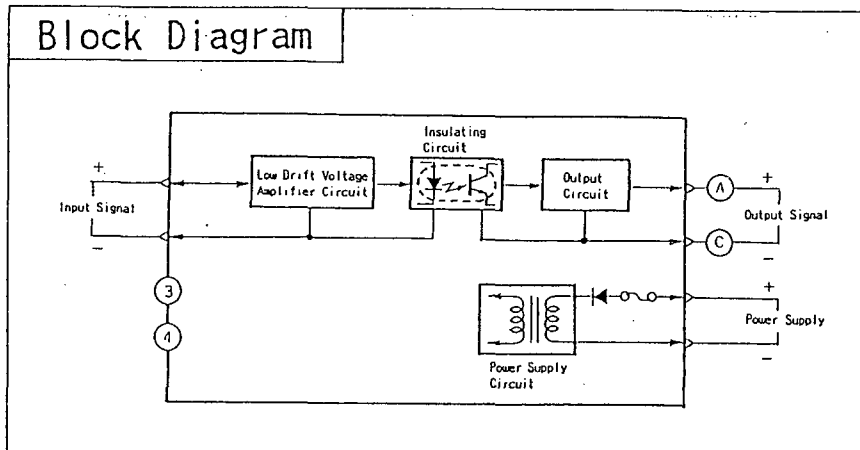 Block Diagram
Insulating
Circuit
+
Low Drift Voltage
Amplifier Circuit
Output
Circuit
A
+
Input Signal
Output Signal
-
C
-
3
+
4
Power Supply
-
Power Supply
Circuit